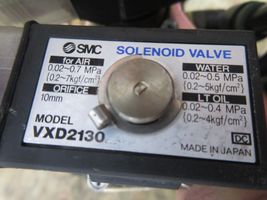 SMC SOLENOID VALVE
for AIR
0.02~0.7 MPa
{0.2~7kgf/cm²}
ORIFICE
10mm
MODEL
VXD2130
WATER
0.02~0.5 MPa
{0.2~5kgf/cm²}
LT OIL
0.02~0.4 MPa
{0.2~4kgf/cm²}
DC
MADE IN JAPAN